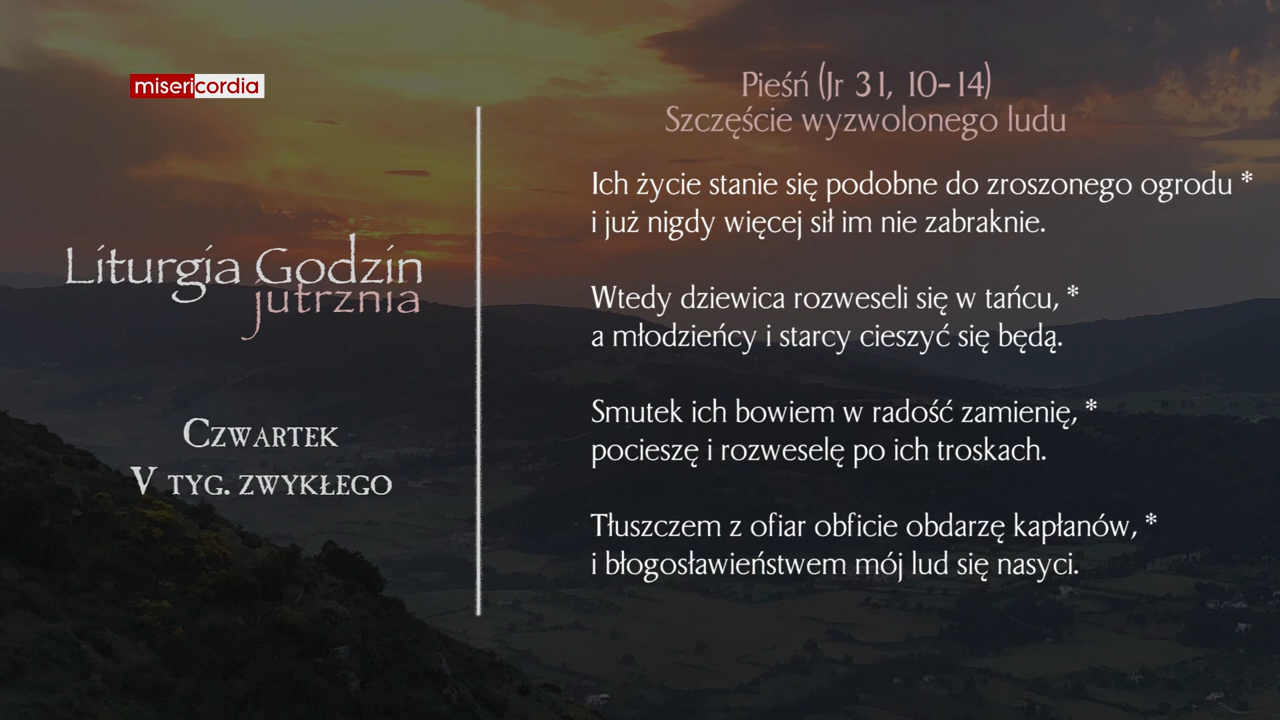 misericordia
Liturgia Godzin
jutrznia
Czwartek
V tyg. zwykłego
Pieśń (Jr 31, 10-14)
Szczęście wyzwolonego ludu
Ich życie stanie się podobne do zroszonego ogrodu *
i już nigdy więcej sił im nie zabraknie.
Wtedy dziewica rozweseli się w tańcu, *
a młodzieńcy i starcy cieszyć się będą.
Smutek ich bowiem w radość zamienię, *
pocieszę i rozweselę po ich troskach.
Tłuszczem z ofiar obficie obdarzę kapłanów, *
i błogosławieństwem mój lud się nasyci.